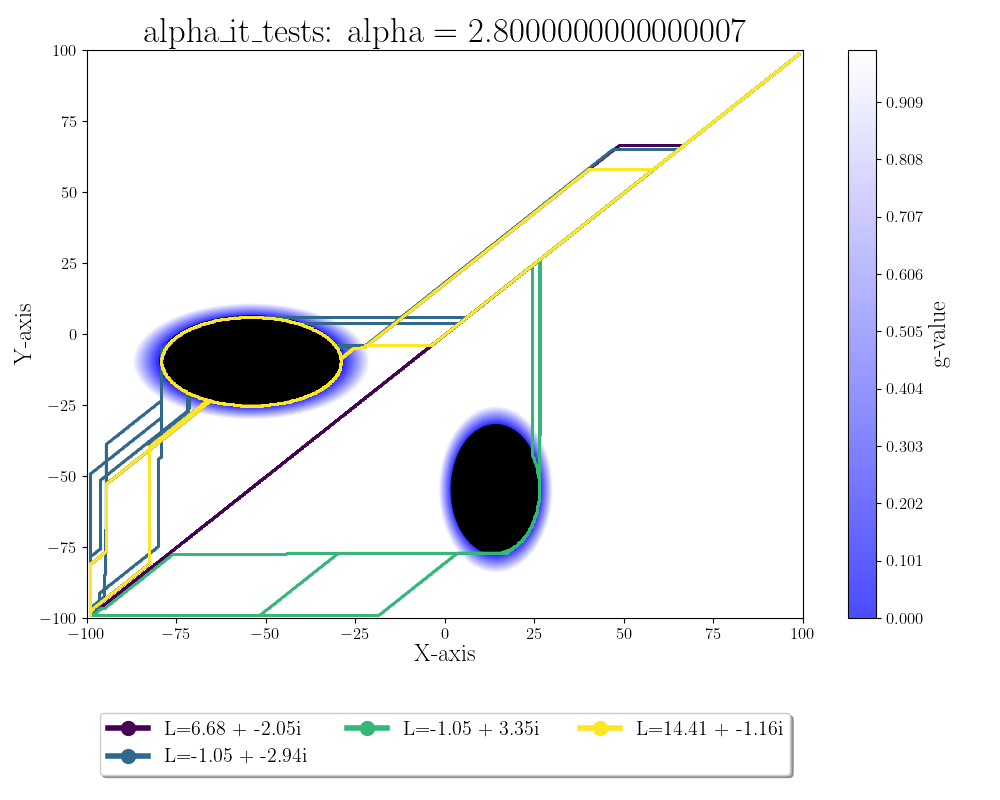 alpha_it_tests: alpha = 2.8000000000000007
100
75
50
25
0
−25
−50
−75
−100
Y-axis
−100 −75 −50 −25 0 25 50 75 100
X-axis
0.909
0.808
0.707
0.606
0.505
0.404
0.303
0.202
0.101
0.000
g-value
L=6.68 + -2.05i L=-1.05 + 3.35i L=14.41 + -1.16i
L=-1.05 + -2.94i